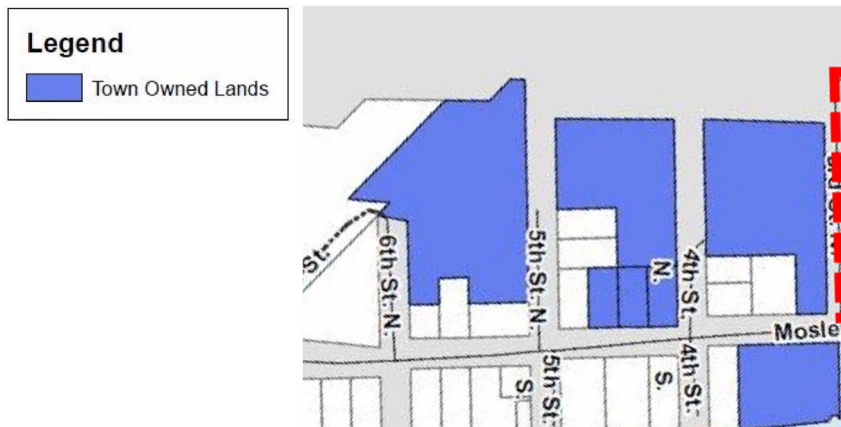 Legend
Town Owned Lands
St.
6th St. N.
5th St. N.
4th St.
N.
Mosle
5th St.
S.
4th St.
S.